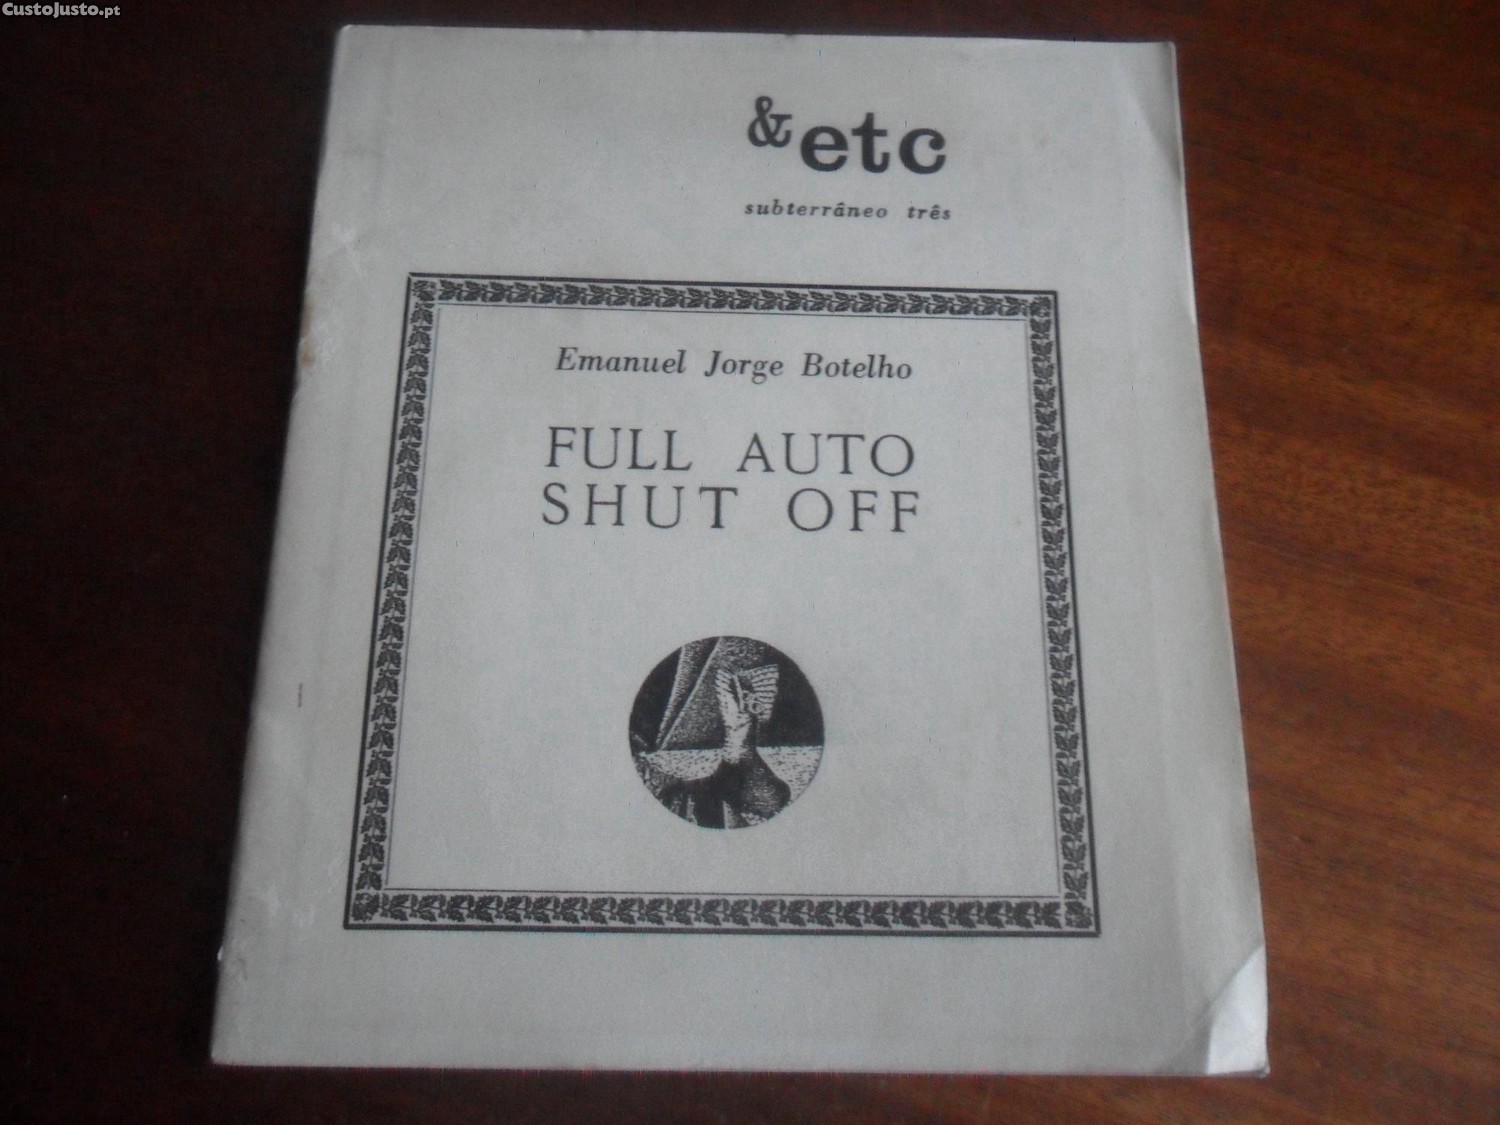 CustoJusto.pt
& etc
subterrâneo três
Emanuel Jorge Botelho
FULL AUTO
SHUT OFF